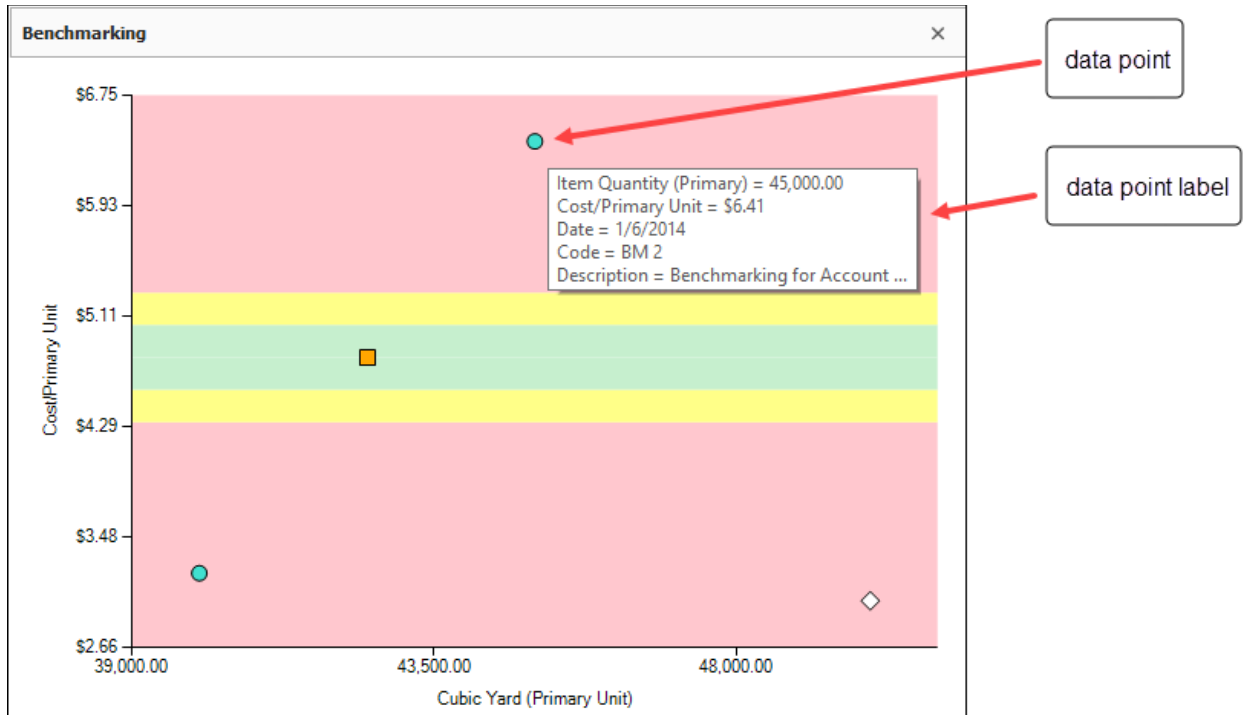 Benchmarking
data point
$6.75
Item Quantity (Primary) = 45,000.00
Cost/Primary Unit = $6.41
Date = 1/6/2014
Code = BM 2
Description = Benchmarking for Account ...
data point label
$5.93
$5.11
$4.29
$3.48
$2.66
Cost/Primary Unit
39,000.00
43,500.00
48,000.00
Cubic Yard (Primary Unit)